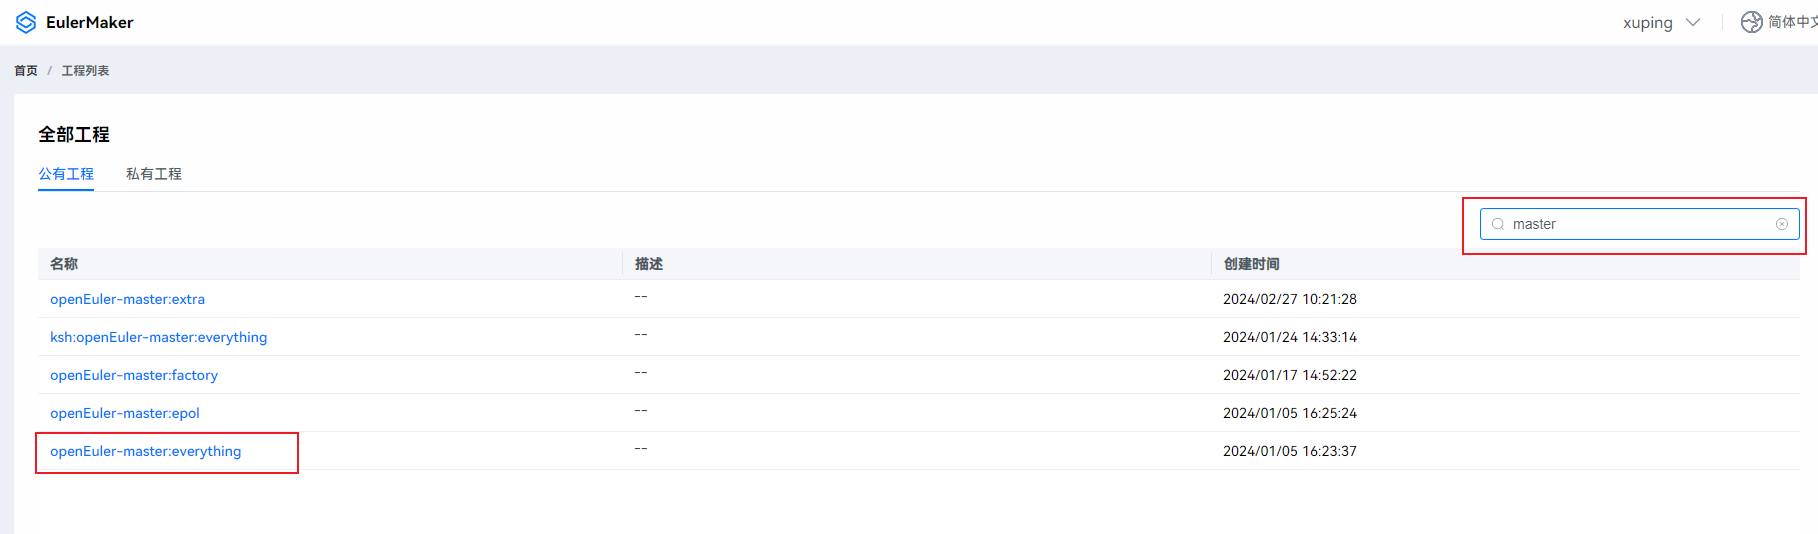 EulerMaker
xuping
简体中文
首页 / 工程列表
全部工程
公有工程 私有工程
master
名称 描述 创建时间
openEuler-master:extra -- 2024/02/27 10:21:28
ksh:openEuler-master:everything -- 2024/01/24 14:33:14
openEuler-master:factory -- 2024/01/17 14:52:22
openEuler-master:epol -- 2024/01/05 16:25:24
openEuler-master:everything -- 2024/01/05 16:23:37